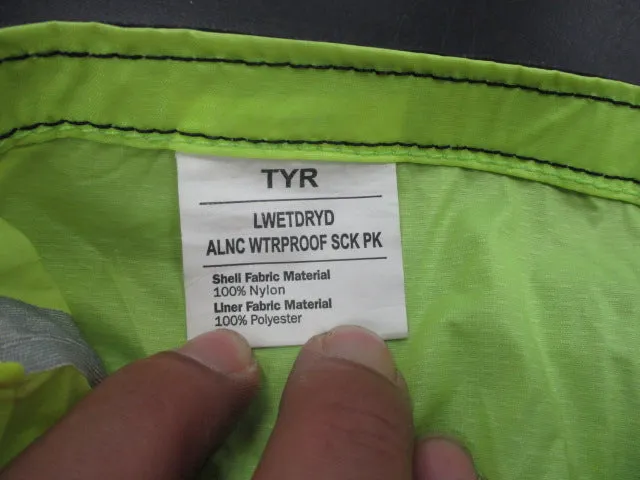 TYR
LWETDRYD
ALNC WTRPROOF SCK PK
Shell Fabric Material
100% Nylon
Liner Fabric Material
100% Polyester